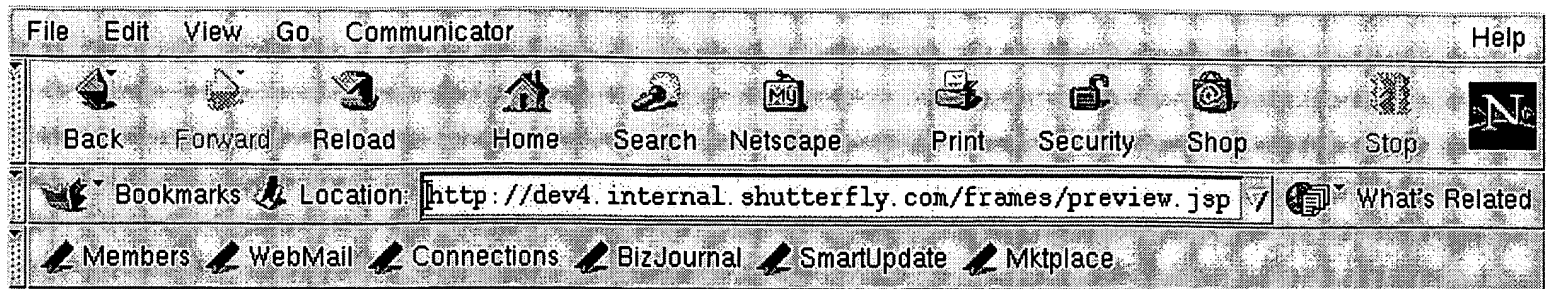 File Edit View Go Communicator Help
Back Forward Reload Home Search Netscape Print Security Shop Stop
Bookmarks Location: http://dev4.internal.shutterfly.com/frames/preview.jsp What's Related
Members WebMail Connections BizJournal SmartUpdate Mktplace